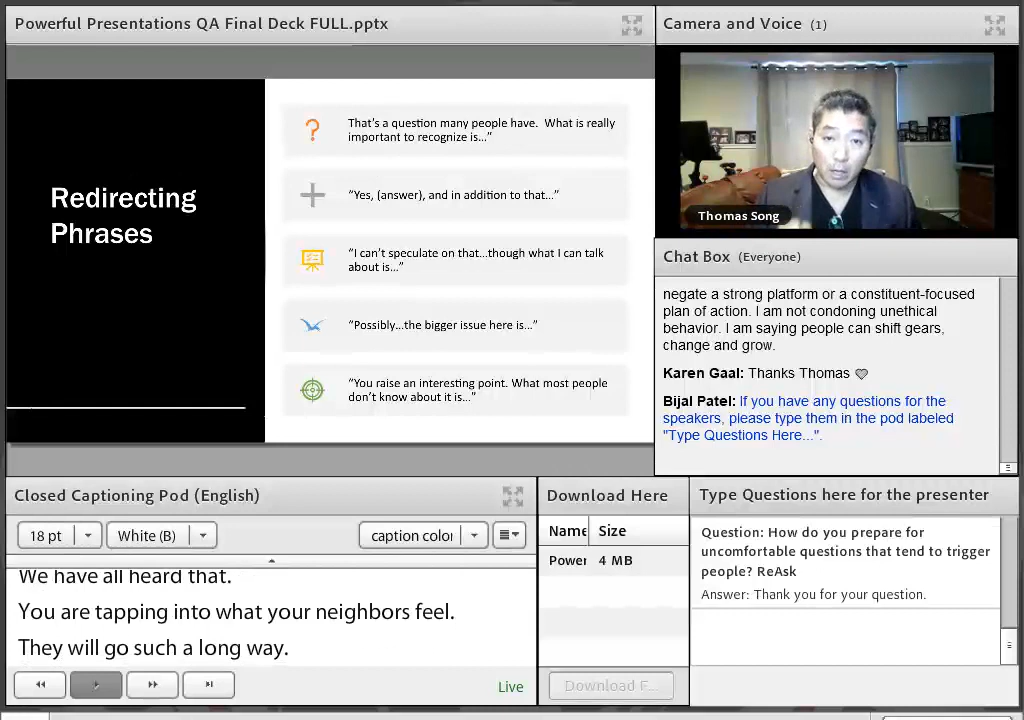 Powerful Presentations QA Final Deck FULL.pptx
Camera and Voice (1)
Redirecting
Phrases
That's a question many people have. What is really
important to recognize is..."
"Yes, (answer), and in addition to that..."
"I can't speculate on that...though what I can talk
about is..."
"Possibly...the bigger issue here is..."
"You raise an interesting point. What most people
don't know about it is..."
Thomas Song
Chat Box (Everyone)
negate a strong platform or a constituent-focused
plan of action. I am not condoning unethical
behavior. I am saying people can shift gears,
change and grow.
Karen Gaal: Thanks Thomas
Bijal Patel: If you have any questions for the
speakers, please type them in the pod labeled
"Type Questions Here...".
Closed Captioning Pod (English)
18 pt
White (B)
caption color
We have all heard that.
You are tapping into what your neighbors feel.
They will go such a long way.
Live
Download Here
Name Size
Power 4 MB
Download F...
Type Questions here for the presenter
Question: How do you prepare for
uncomfortable questions that tend to trigger
people? ReAsk
Answer: Thank you for your question.